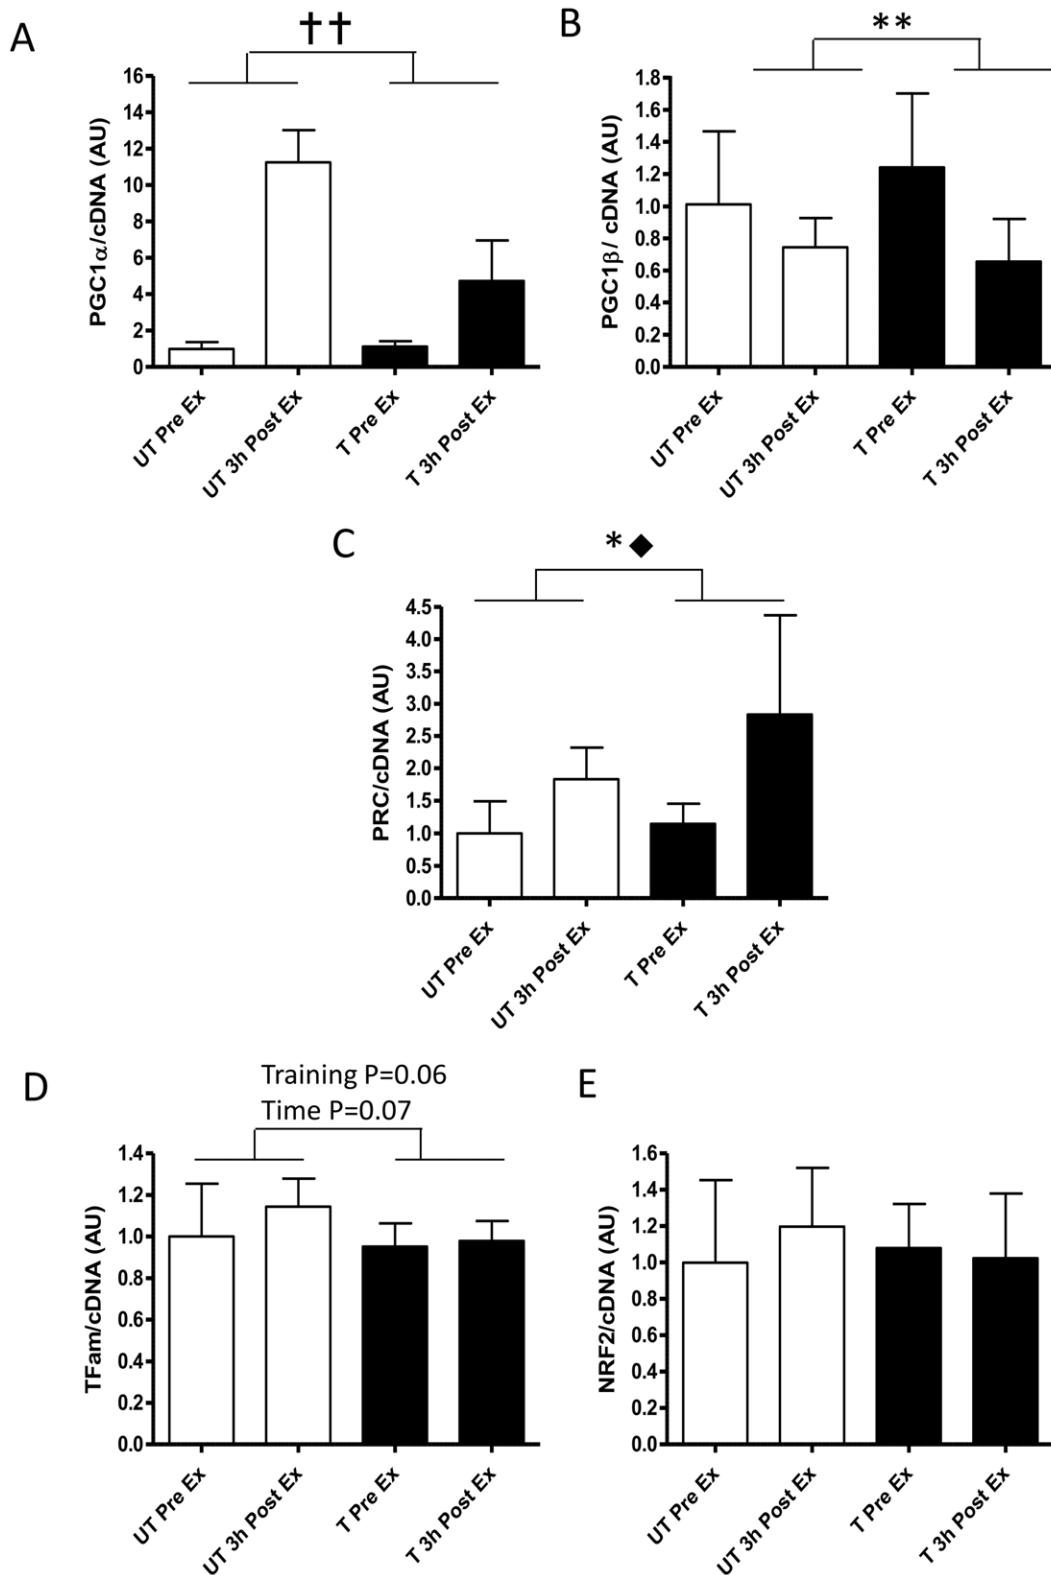 A
††
PGC1α/cDNA (AU)
16
14
12
10
8
6
4
2
0
UT Pre Ex
UT 3h Post Ex
T Pre Ex
T 3h Post Ex
B
**
PGC1β/ cDNA (AU)
1.8
1.6
1.4
1.2
1.0
0.8
0.6
0.4
0.2
0.0
UT Pre Ex
UT 3h Post Ex
T Pre Ex
T 3h Post Ex
C
*◆
PRC/cDNA (AU)
4.5
4.0
3.5
3.0
2.5
2.0
1.5
1.0
0.5
0.0
UT Pre Ex
UT 3h Post Ex
T Pre Ex
T 3h Post Ex
D
Training P=0.06
Time P=0.07
TFam/cDNA (AU)
1.4
1.2
1.0
0.8
0.6
0.4
0.2
0.0
UT Pre Ex
UT 3h Post Ex
T Pre Ex
T 3h Post Ex
E
NRF2/cDNA (AU)
1.6
1.4
1.2
1.0
0.8
0.6
0.4
0.2
0.0
UT Pre Ex
UT 3h Post Ex
T Pre Ex
T 3h Post Ex